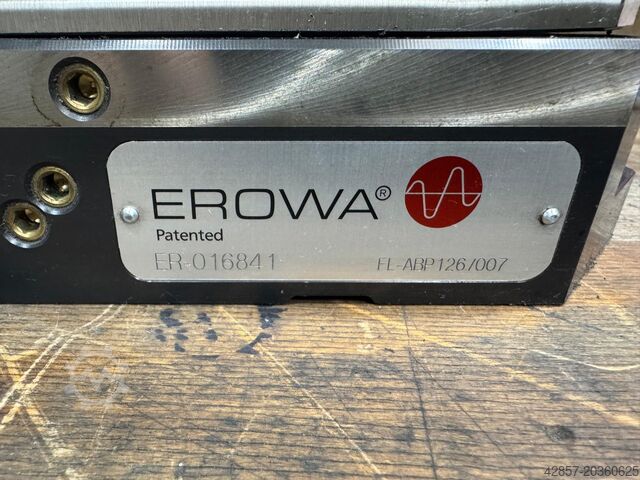 EROWA®
Patented
ER-016841 FL-ABP126/007
42857-20360625